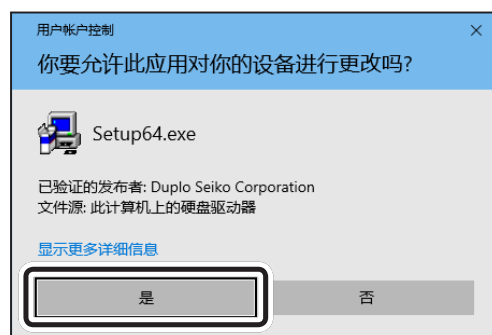 用户帐户控制
你要允许此应用对你的设备进行更改吗?
Setup64.exe
已验证的发布者: Duplo Seiko Corporation
文件源: 此计算机上的硬盘驱动器
显示更多详细信息
是
否